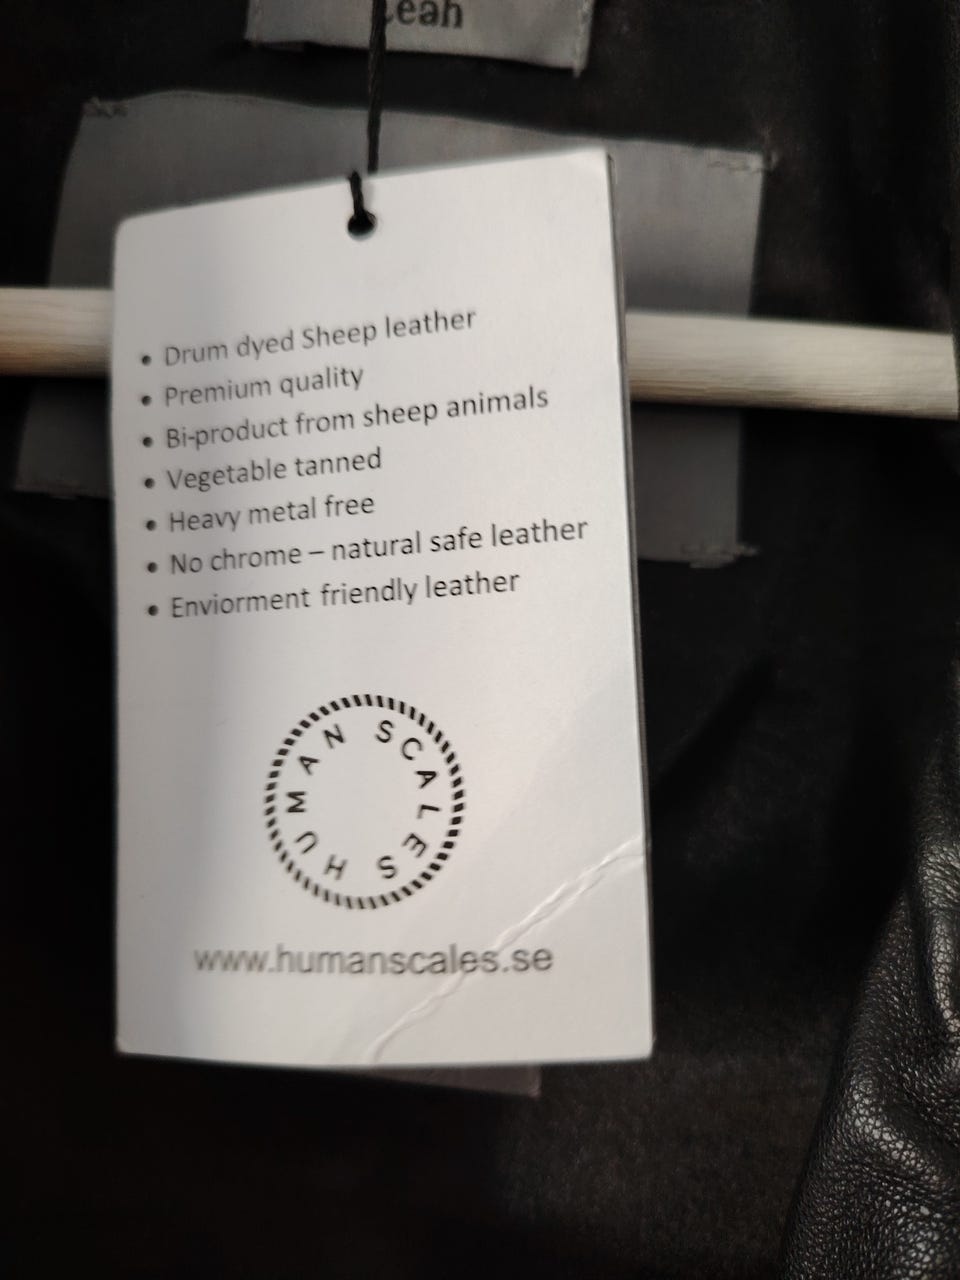 Leah
• Drum dyed Sheep leather
• Premium quality
• Bi-product from sheep animals
• Vegetable tanned
• Heavy metal free
• No chrome – natural safe leather
• Enviorment friendly leather
HUMAN SCALES
www.humanscales.se